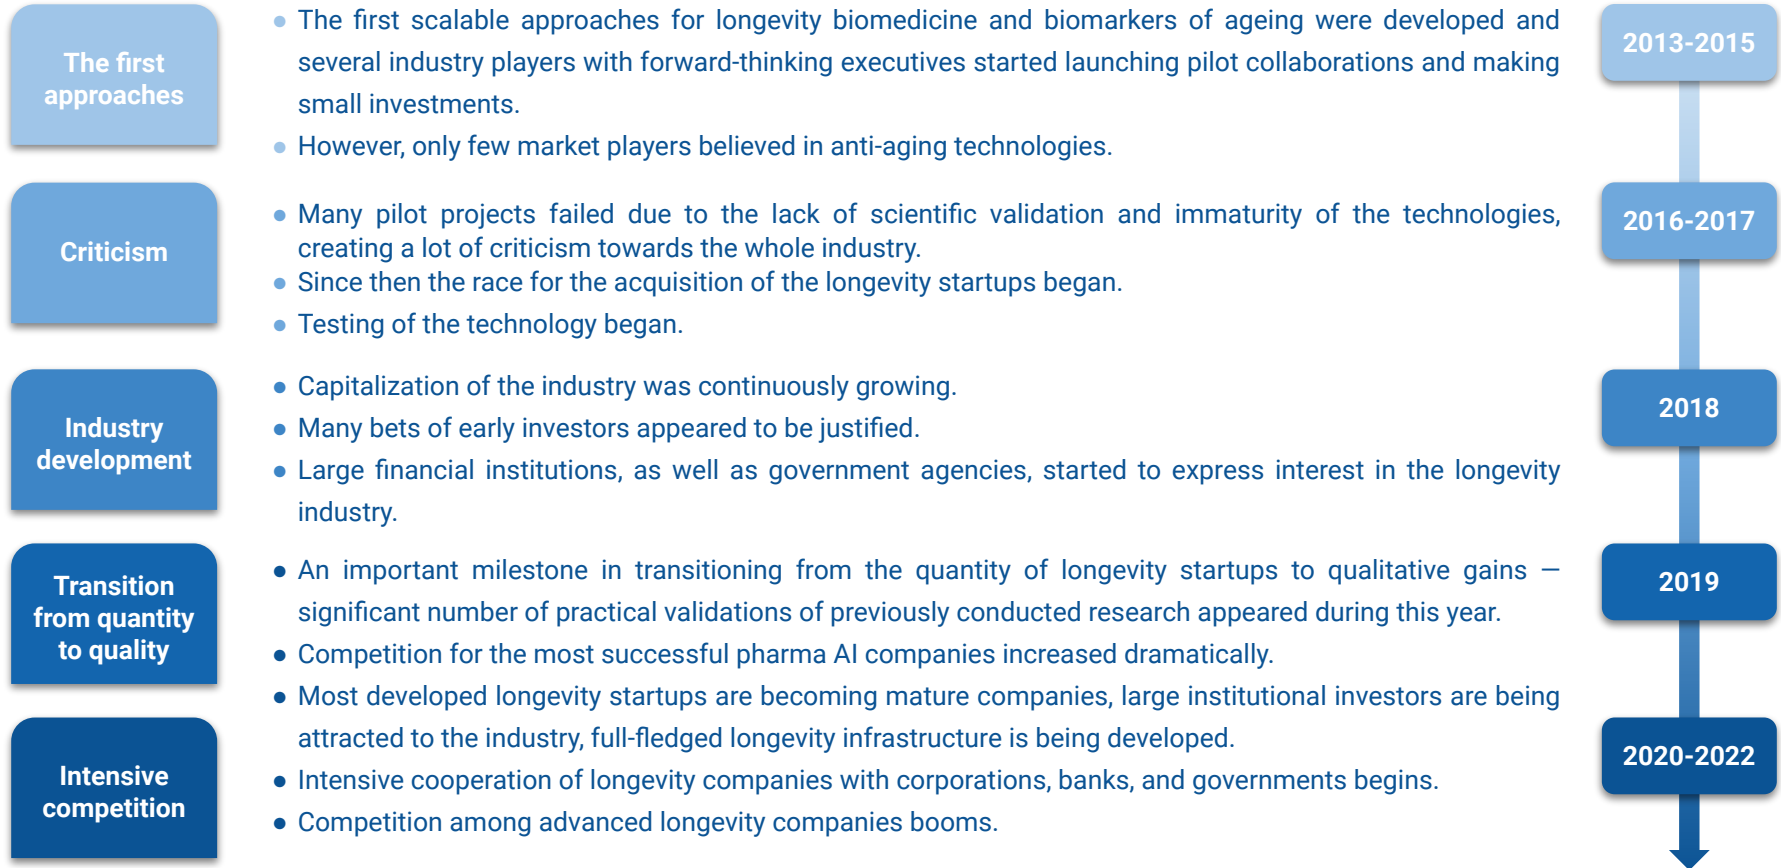 The first
approaches
The first scalable approaches for longevity biomedicine and biomarkers of ageing were developed and
several industry players with forward-thinking executives started launching pilot collaborations and making
small investments.
However, only few market players believed in anti-aging technologies.
2013-2015
Criticism
Many pilot projects failed due to the lack of scientific validation and immaturity of the technologies,
creating a lot of criticism towards the whole industry.
Since then the race for the acquisition of the longevity startups began.
Testing of the technology began.
2016-2017
Industry
development
Capitalization of the industry was continuously growing.
Many bets of early investors appeared to be justified.
Large financial institutions, as well as government agencies, started to express interest in the longevity
industry.
2018
Transition
from quantity
to quality
An important milestone in transitioning from the quantity of longevity startups to qualitative gains —
significant number of practical validations of previously conducted research appeared during this year.
Competition for the most successful pharma AI companies increased dramatically.
2019
Intensive
competition
Most developed longevity startups are becoming mature companies, large institutional investors are being
attracted to the industry, full-fledged longevity infrastructure is being developed.
Intensive cooperation of longevity companies with corporations, banks, and governments begins.
Competition among advanced longevity companies booms.
2020-2022